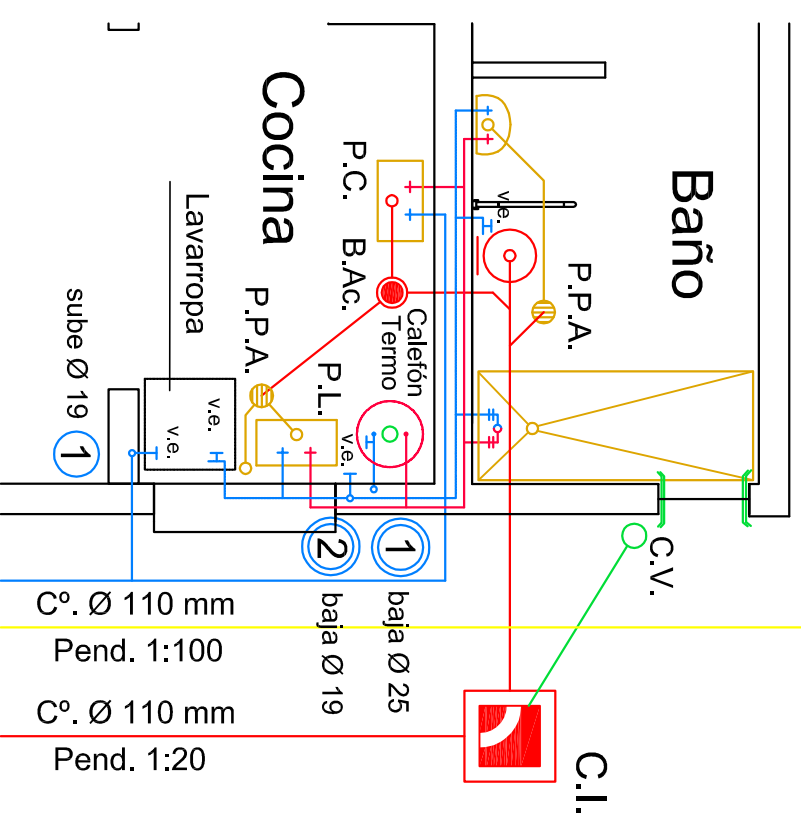 Cocina
Baño
P.C.
v.e.
Lavarropa
B.Ac.
P.P.A.
P.P.A.
Calefón
Termo
sube Ø 19
1
P.L.
v.e.
v.e.
v.e.
2
1
C.V.
baja Ø 19
baja Ø 25
Cº. Ø 110 mm
Pend. 1:100
Cº. Ø 110 mm
Pend. 1:20
C.I.